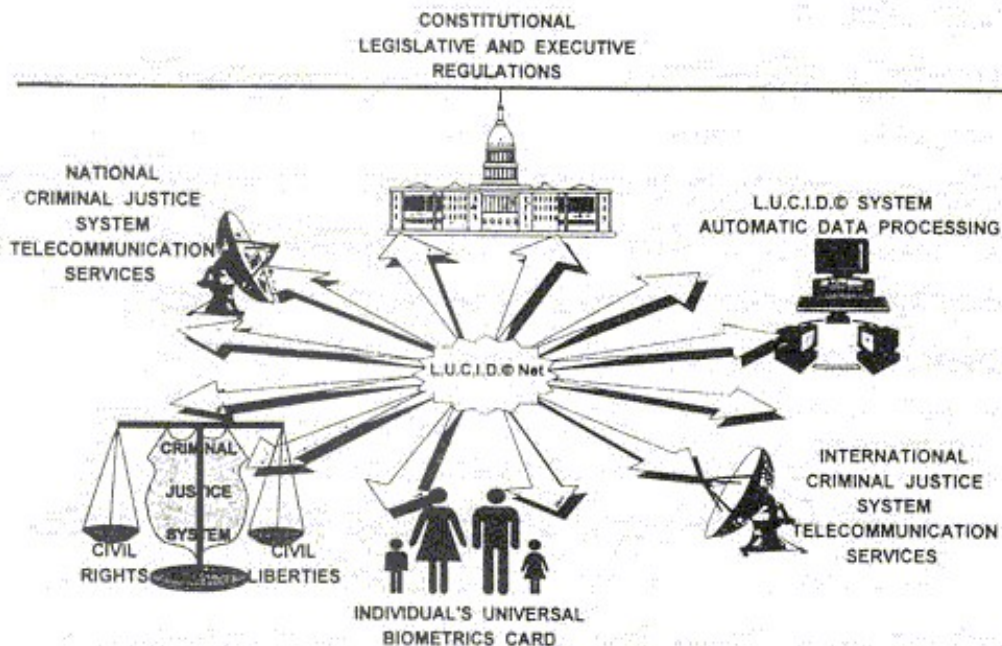 CONSTITUTIONAL
LEGISLATIVE AND EXECUTIVE
REGULATIONS
NATIONAL
CRIMINAL JUSTICE
SYSTEM
TELECOMMUNICATION
SERVICES
L.U.C.I.D.© SYSTEM
AUTOMATIC DATA PROCESSING
L.U.C.I.D.© Net
CRIMINAL
JUSTICE
SYSTEM
CIVIL
RIGHTS
CIVIL
LIBERTIES
INTERNATIONAL
CRIMINAL JUSTICE
SYSTEM
TELECOMMUNICATION
SERVICES
INDIVIDUAL'S UNIVERSAL
BIOMETRICS CARD